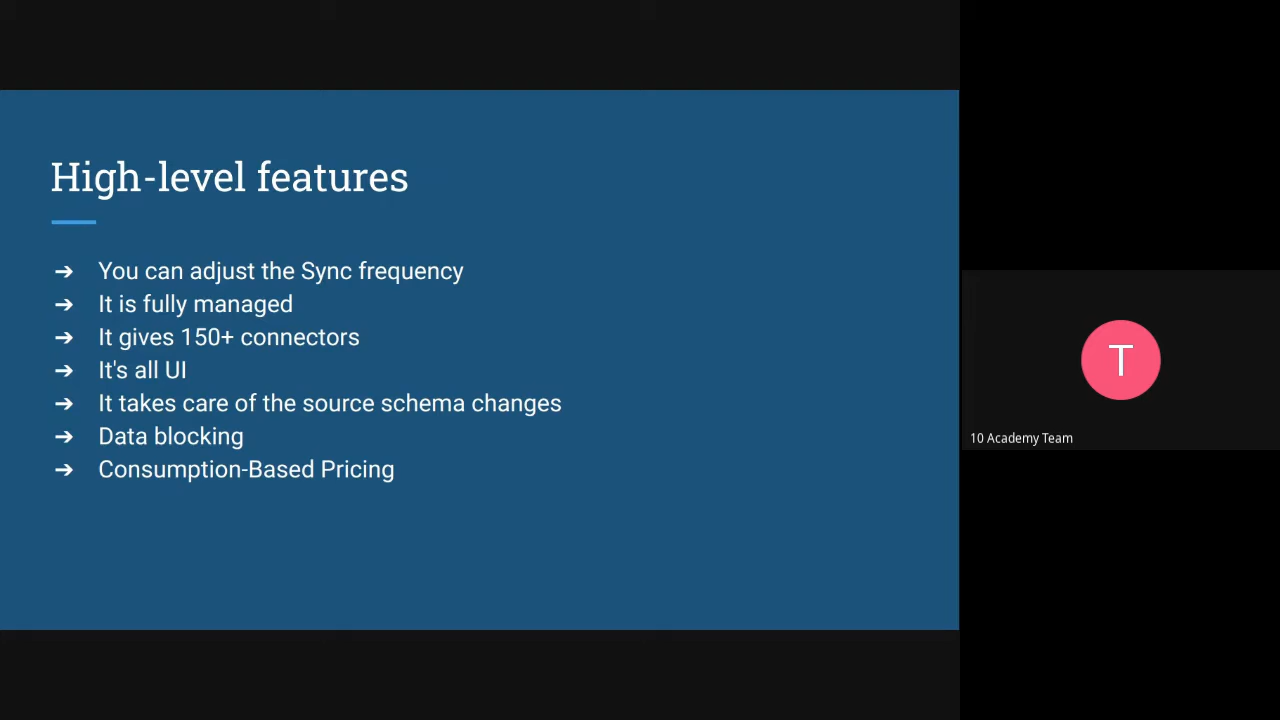 High-level features
➔ You can adjust the Sync frequency
➔ It is fully managed
➔ It gives 150+ connectors
➔ It's all UI
➔ It takes care of the source schema changes
➔ Data blocking
➔ Consumption-Based Pricing
T
10 Academy Team